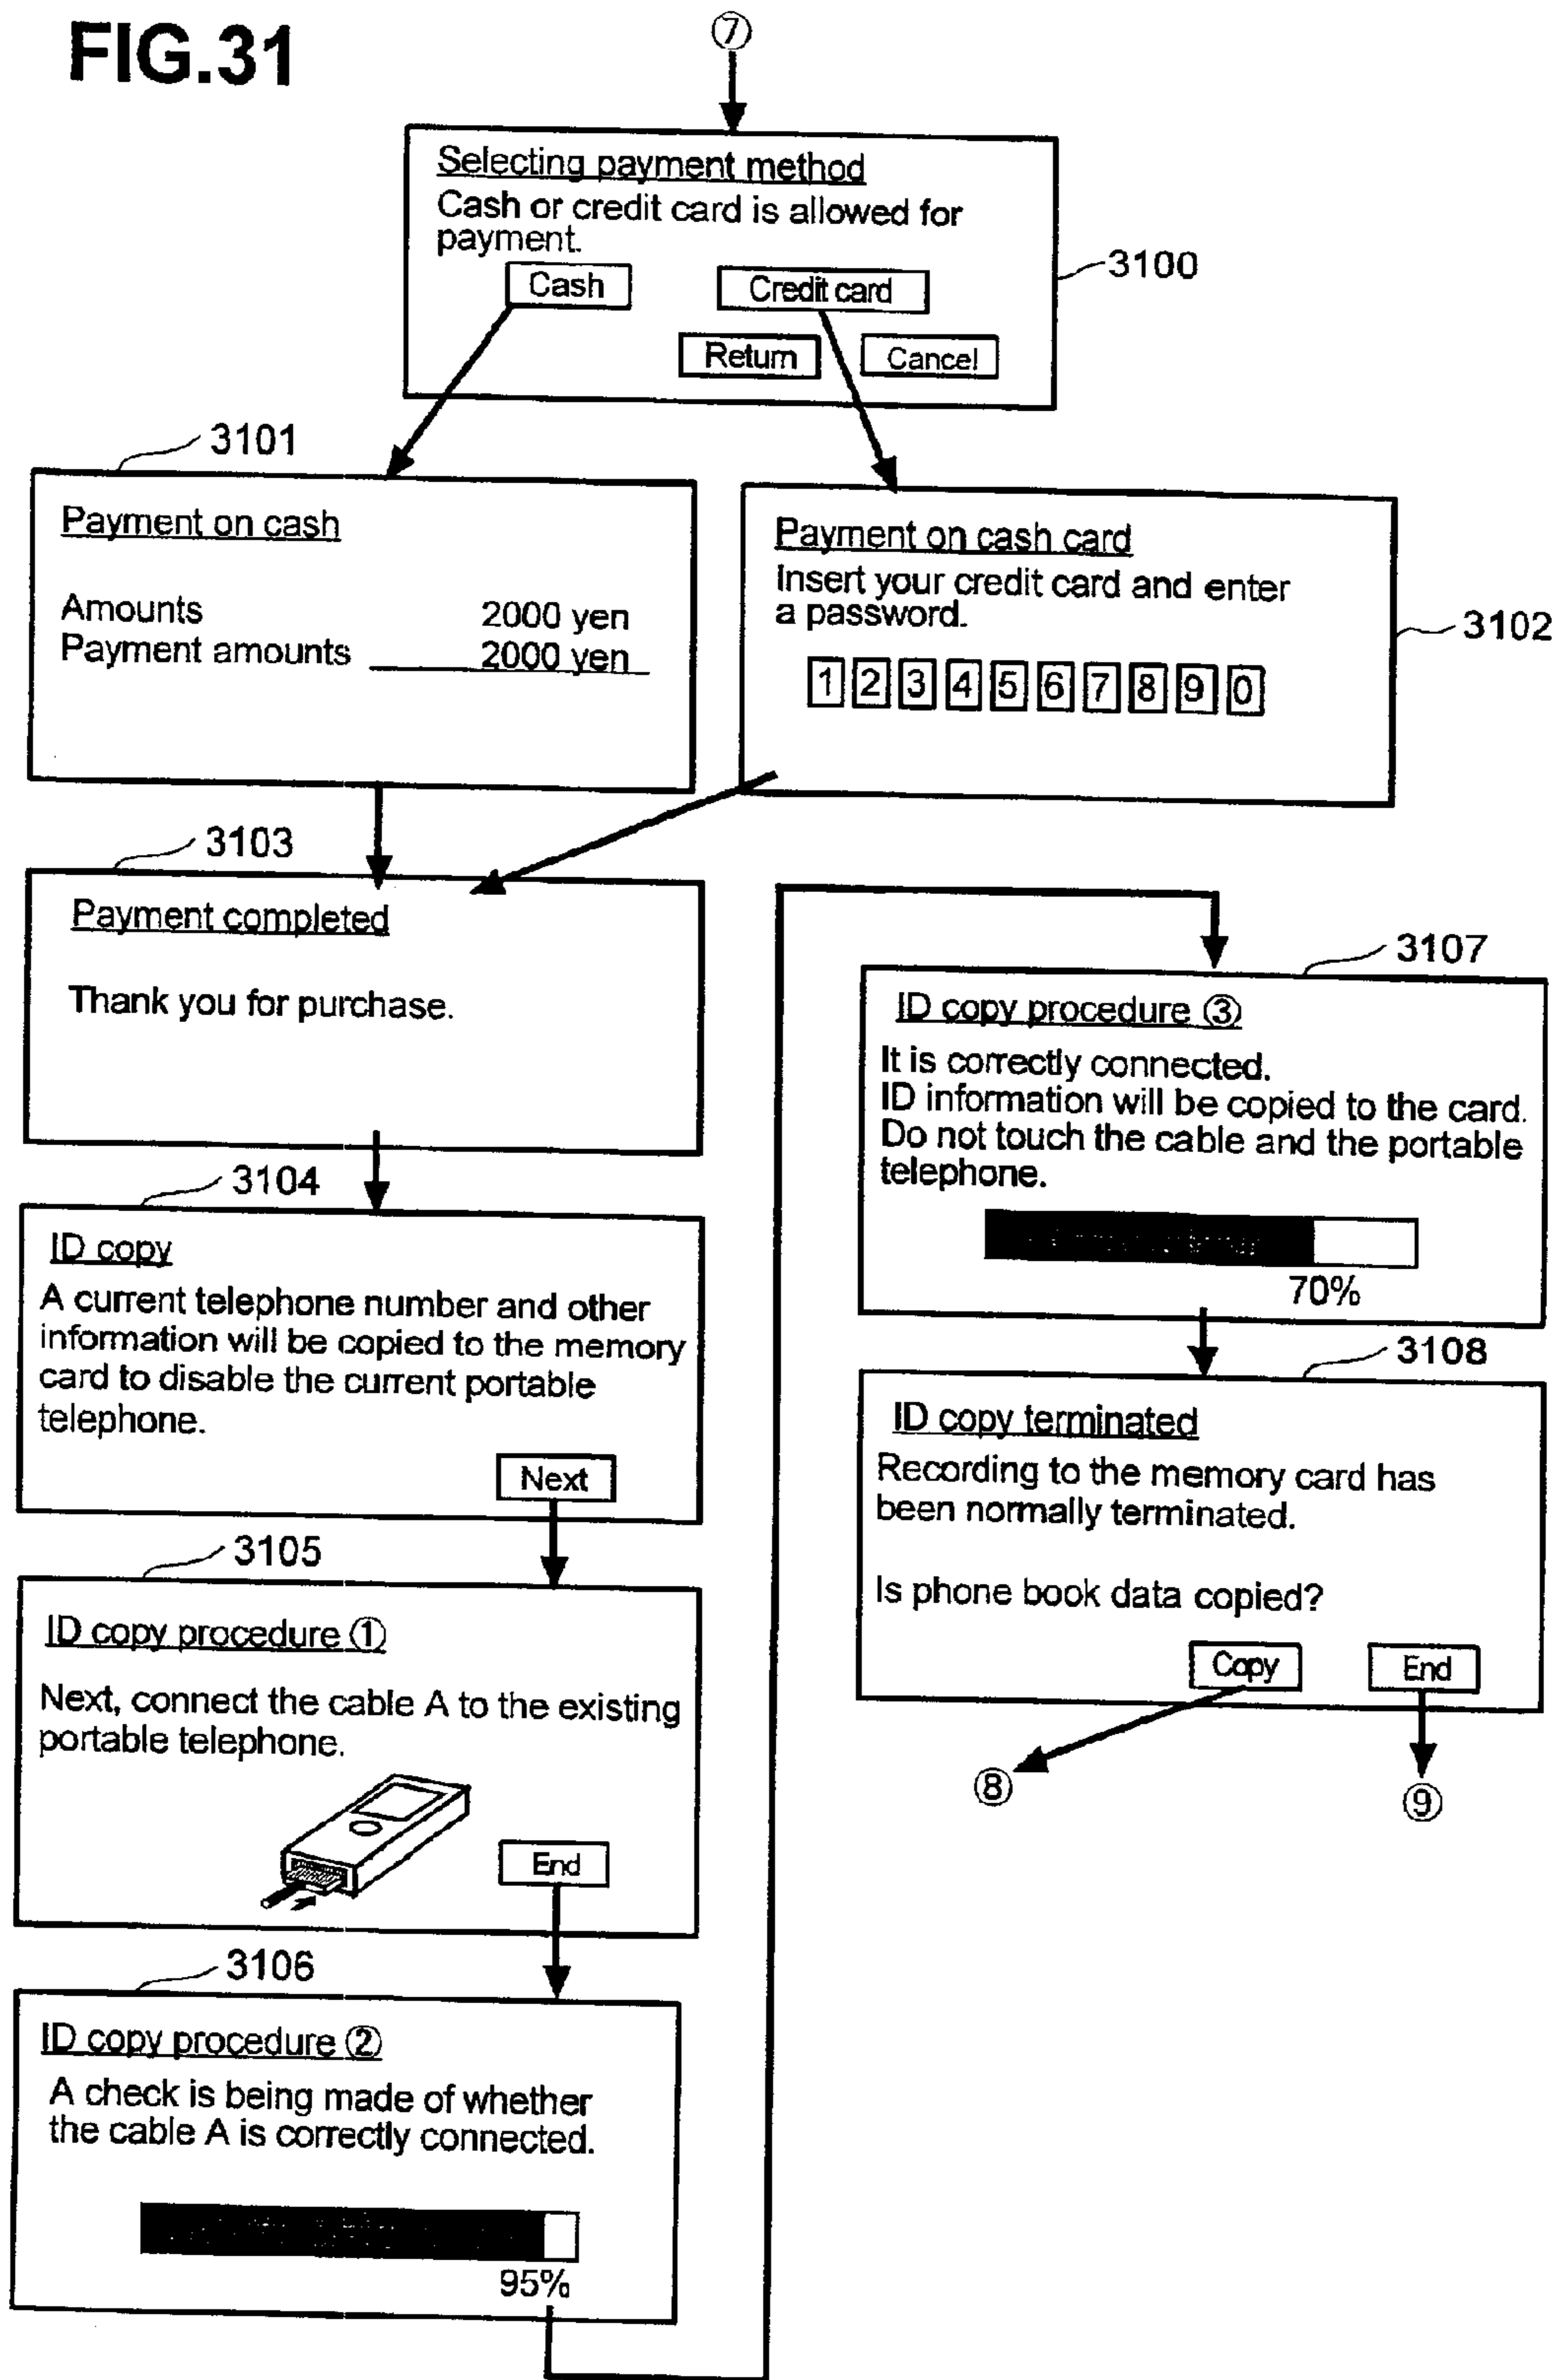 FIG.31
⑦
Selecting payment method
Cash or credit card is allowed for
payment.
Cash
Credit card
Return
Cancel
3100
3101
Payment on cash
Amounts 2000 yen
Payment amounts 2000 yen
Payment on cash card
Insert your credit card and enter
a password.
1 2 3 4 5 6 7 8 9 0
3102
3103
Payment completed
Thank you for purchase.
3104
ID copy
A current telephone number and other
information will be copied to the memory
card to disable the current portable
telephone.
Next
3105
ID copy procedure ①
Next, connect the cable A to the existing
portable telephone.
End
3106
ID copy procedure ②
A check is being made of whether
the cable A is correctly connected.
95%
3107
ID copy procedure ③
It is correctly connected.
ID information will be copied to the card.
Do not touch the cable and the portable
telephone.
70%
3108
ID copy terminated
Recording to the memory card has
been normally terminated.
Is phone book data copied?
Copy
End
⑧
⑨